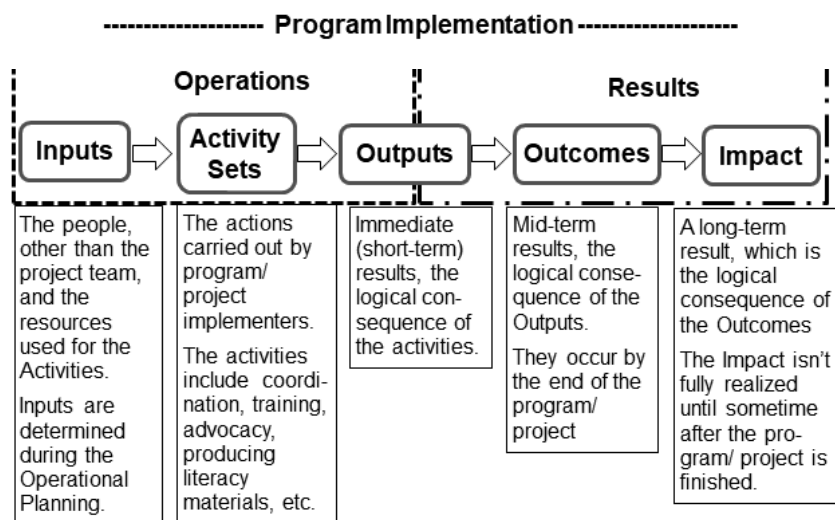 ------------------- Program Implementation -------------------
Operations
Results
Inputs
Activity
Sets
Outputs
Outcomes
Impact
The people,
other than the
project team,
and the
resources
used for the
Activities.
Inputs are
determined
during the
Operational
Planning.
The actions
carried out by
program/
project
implementers.
The activities
include coordi-
nation, training,
advocacy,
producing
literacy
materials, etc.
Immediate
(short-term)
results, the
logical con-
sequence of
the activities.
Mid-term
results, the
logical conse-
quence of the
Outputs.
They occur by
the end of the
program/
project
A long-term
result, which is
the logical
consequence of
the Outcomes
The Impact isn't
fully realized
until sometime
after the pro-
gram/ project is
finished.